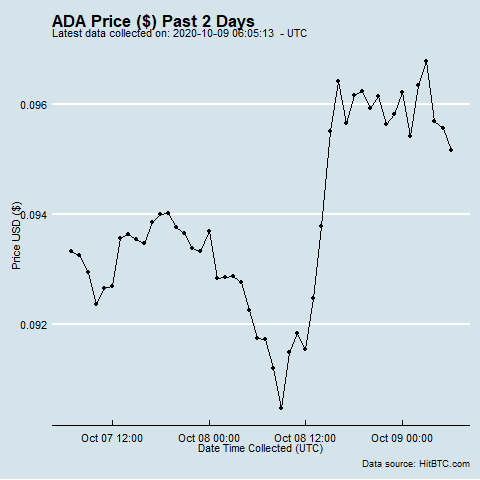 ADA Price ($) Past 2 Days
Latest data collected on: 2020-10-09 06:05:13  - UTC
0.096
0.094
0.092
Price USD ($)
Oct 07 12:00
Oct 08 00:00
Oct 08 12:00
Oct 09 00:00
Date Time Collected (UTC)
Data source: HitBTC.com